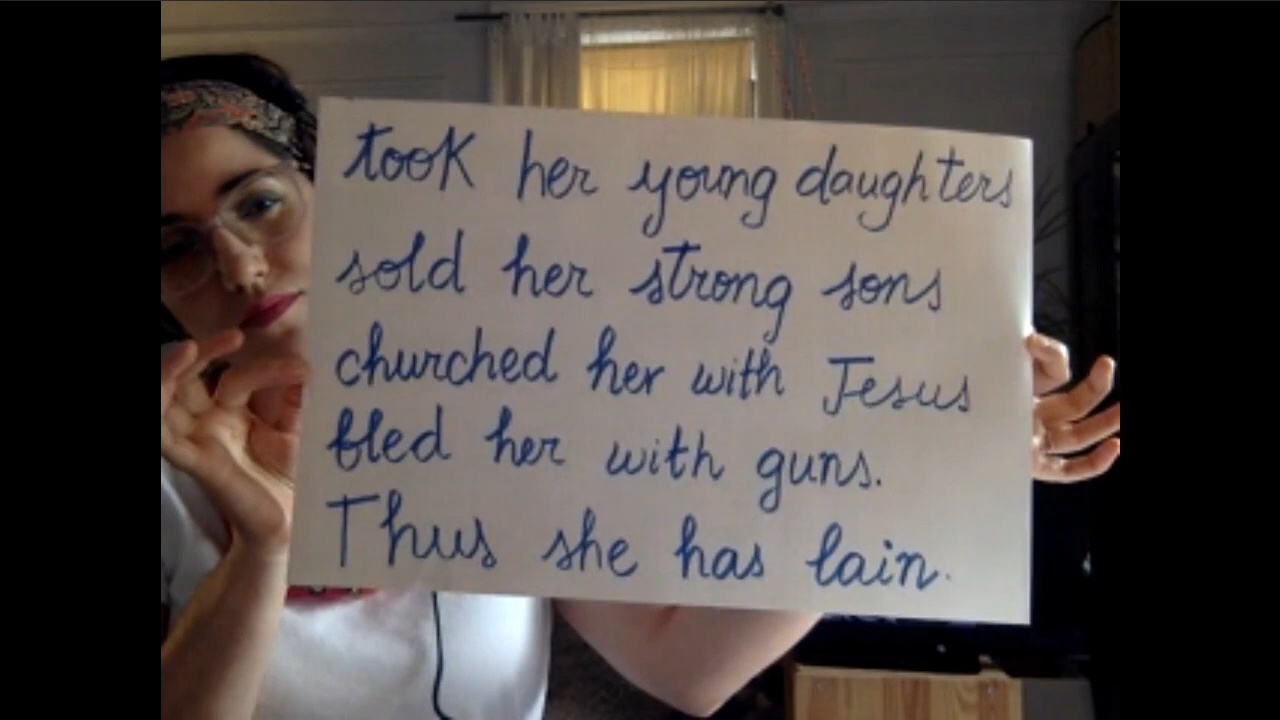 took her young daughters
sold her strong sons
churched her with Jesus
bled her with guns.
Thus she has lain.